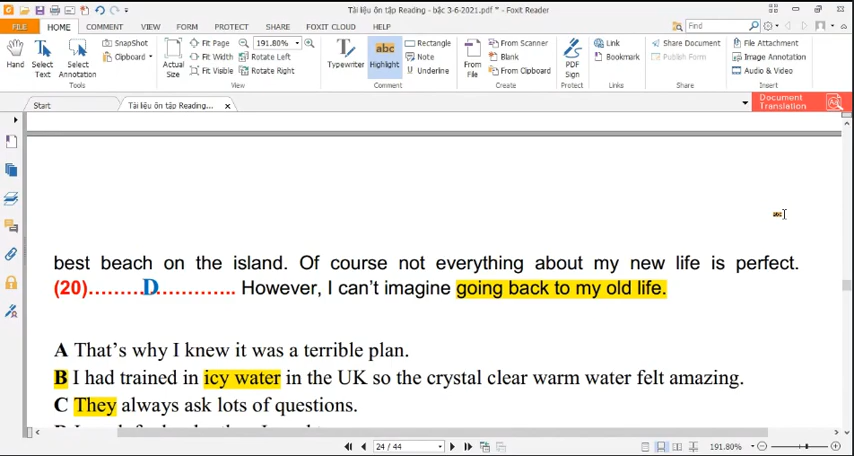 Tài liệu ôn tập Reading - bậc 3-6-2021.pdf * - Foxit Reader
FILE HOME COMMENT VIEW FORM PROTECT SHARE FOXIT CLOUD HELP
Find
Hand
Select Text
Select Annotation
SnapShot
Clipboard
Tools
Actual Size
Fit Page
Fit Width
Fit Visible
191.80%
Rotate Left
Rotate Right
View
Typewriter
abc
Highlight
Rectangle
Note
Underline
Comment
From File
From Scanner
Blank
From Clipboard
Create
PDF Sign
Protect
Link
Bookmark
Links
Share Document
Publish Form
Share
File Attachment
Image Annotation
Audio & Video
Insert
Start
Tài liệu ôn tập Reading...
Document Translation
best beach on the island. Of course not everything about my new life is perfect.
(20)………D………….. However, I can’t imagine going back to my old life.
A That’s why I knew it was a terrible plan.
B I had trained in icy water in the UK so the crystal clear warm water felt amazing.
C They always ask lots of questions.
24 / 44
191.80%